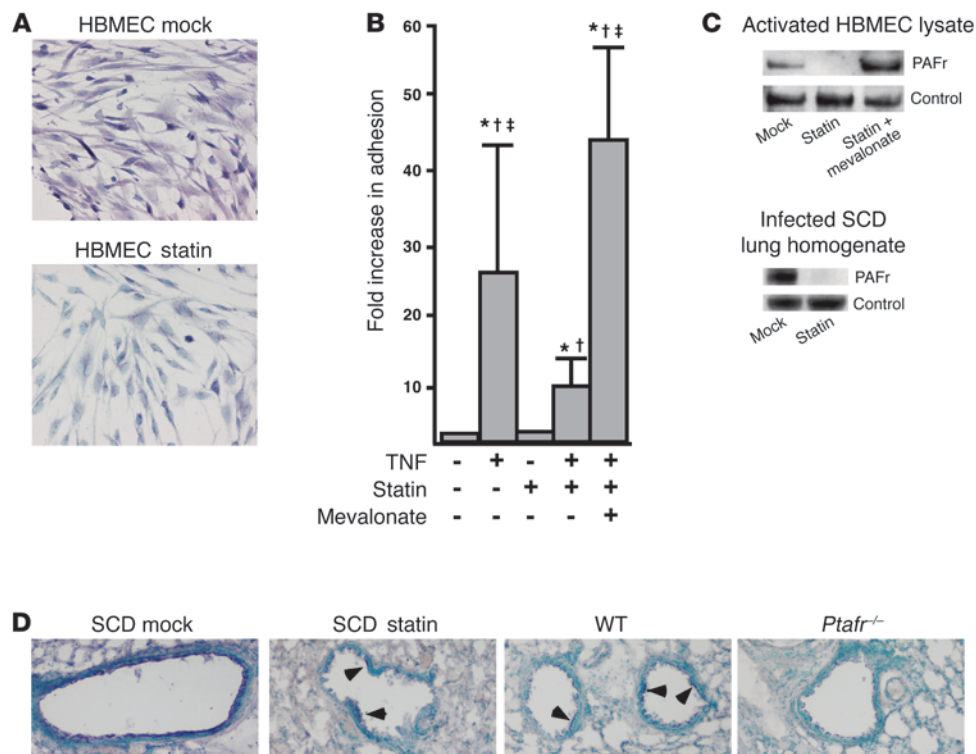 A
HBMEC mock
HBMEC statin
B
Fold increase in adhesion
60
50
40
30
20
10
*†‡
*†
*†‡
TNF - + - + +
Statin - - + + +
Mevalonate - - - - +
C
Activated HBMEC lysate
PAFr
Control
Mock
Statin
Statin +
mevalonate
Infected SCD
lung homogenate
PAFr
Control
Mock
Statin
D
SCD mock
SCD statin
WT
Ptafr-/-